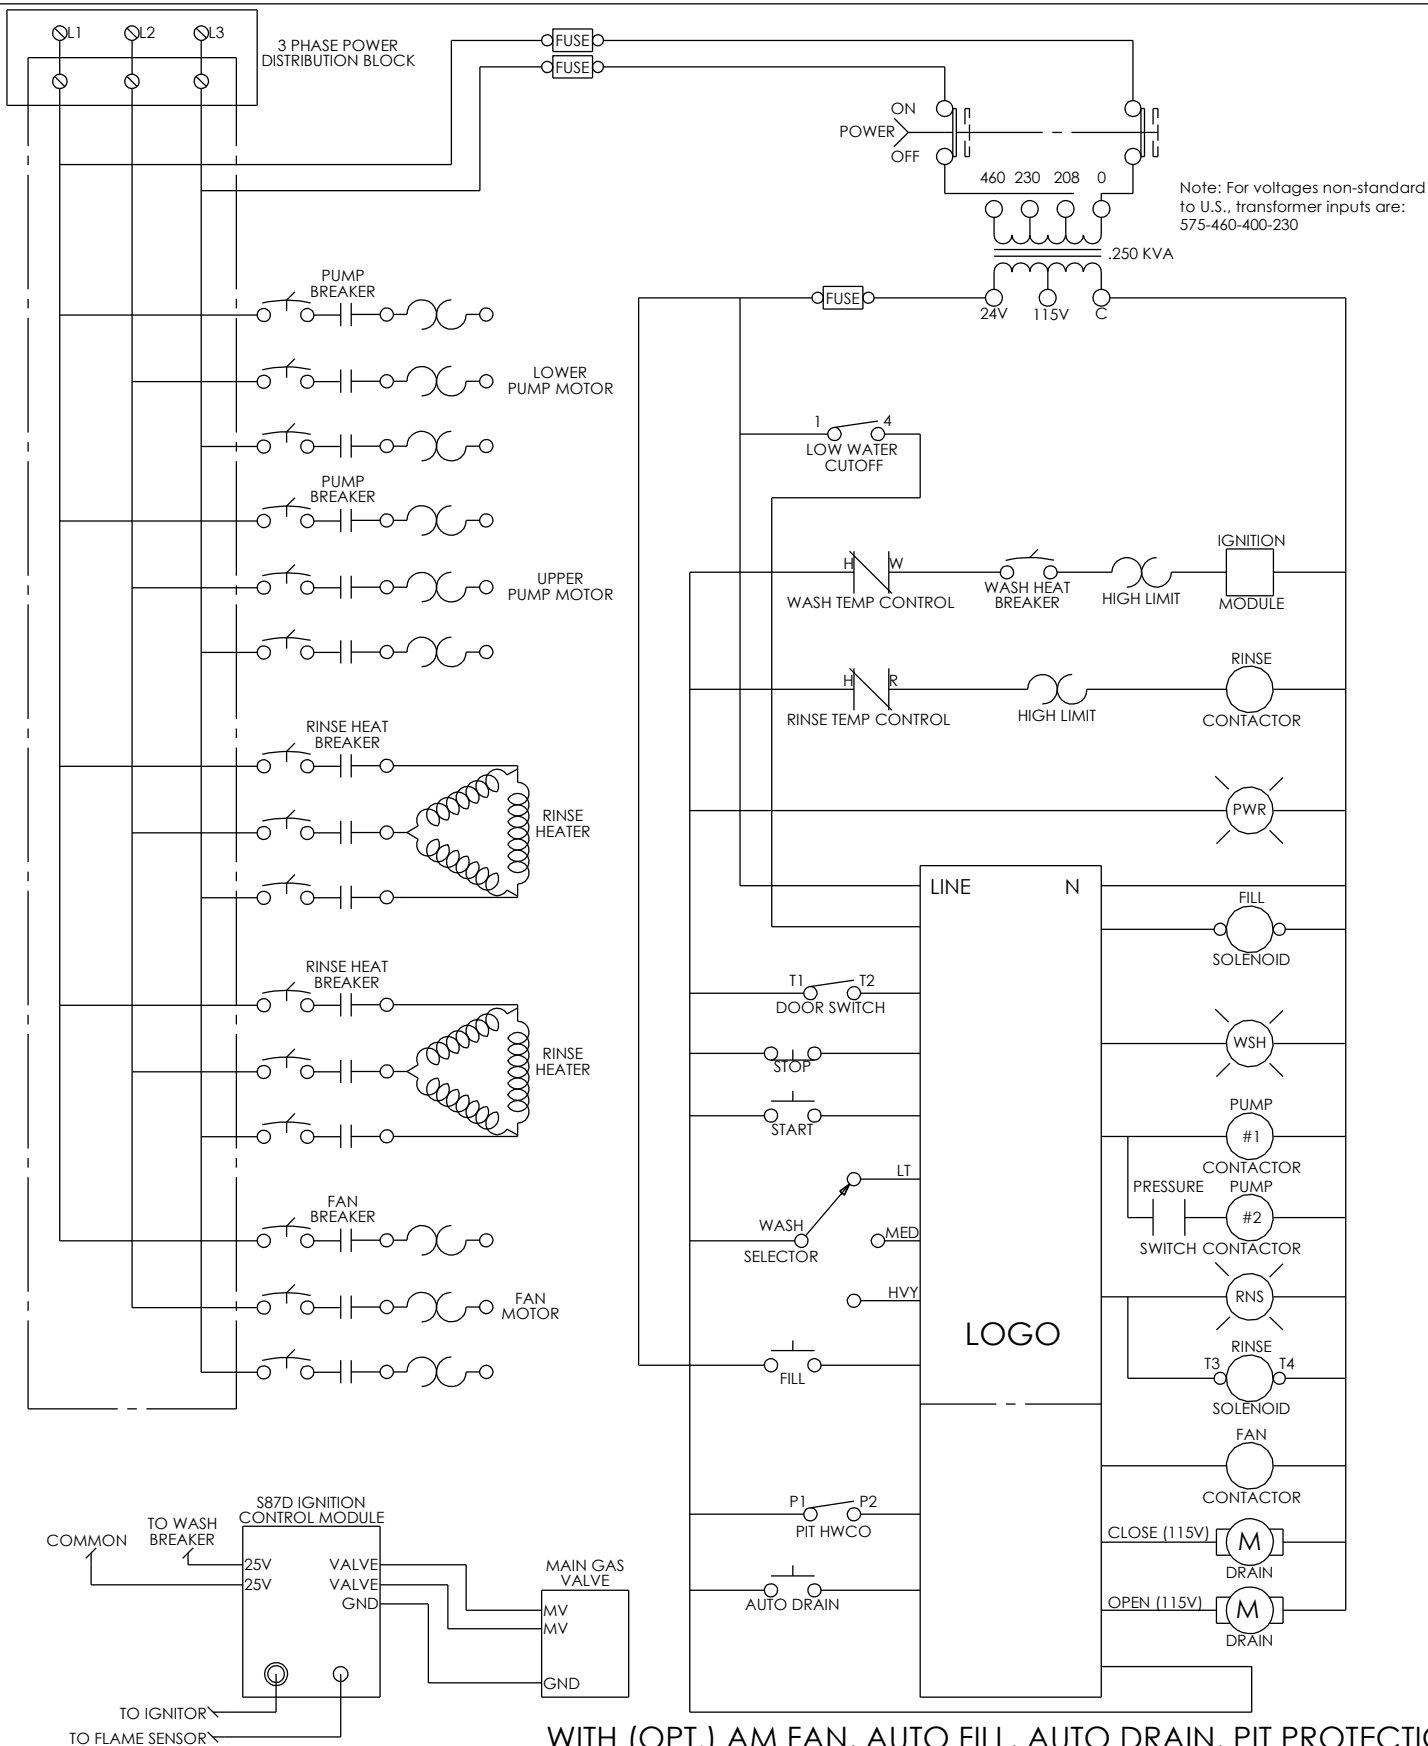 L1
L2
L3
3 PHASE POWER
DISTRIBUTION BLOCK
FUSE
FUSE
ON
POWER
OFF
460 230 208 0
Note: For voltages non-standard
to U.S., transformer inputs are:
575-460-400-230
.250 KVA
FUSE
24V
115V
C
PUMP
BREAKER
LOWER
PUMP MOTOR
PUMP
BREAKER
UPPER
PUMP MOTOR
RINSE HEAT
BREAKER
RINSE
HEATER
RINSE HEAT
BREAKER
RINSE
HEATER
FAN
BREAKER
FAN
MOTOR
1 4
LOW WATER
CUTOFF
H W
WASH TEMP CONTROL
WASH HEAT
BREAKER
HIGH LIMIT
IGNITION
MODULE
H R
RINSE TEMP CONTROL
HIGH LIMIT
RINSE
CONTACTOR
PWR
LINE N
FILL
SOLENOID
T1 T2
DOOR SWITCH
WSH
STOP
START
PUMP
#1
CONTACTOR
LT
WASH
SELECTOR
MED
HVY
PRESSURE
SWITCH
PUMP
#2
CONTACTOR
RNS
LOGO
FILL
RINSE
T3 T4
SOLENOID
FAN
CONTACTOR
P1 P2
PIT HWCO
CLOSE (115V)
M
DRAIN
AUTO DRAIN
OPEN (115V)
M
DRAIN
S87D IGNITION
CONTROL MODULE
COMMON
TO WASH
BREAKER
25V
25V
VALVE
VALVE
GND
MAIN GAS
VALVE
MV
MV
GND
TO IGNITOR
TO FLAME SENSOR
WITH (OPT.) AM FAN, AUTO FILL, AUTO DRAIN, PIT PROTECTIO